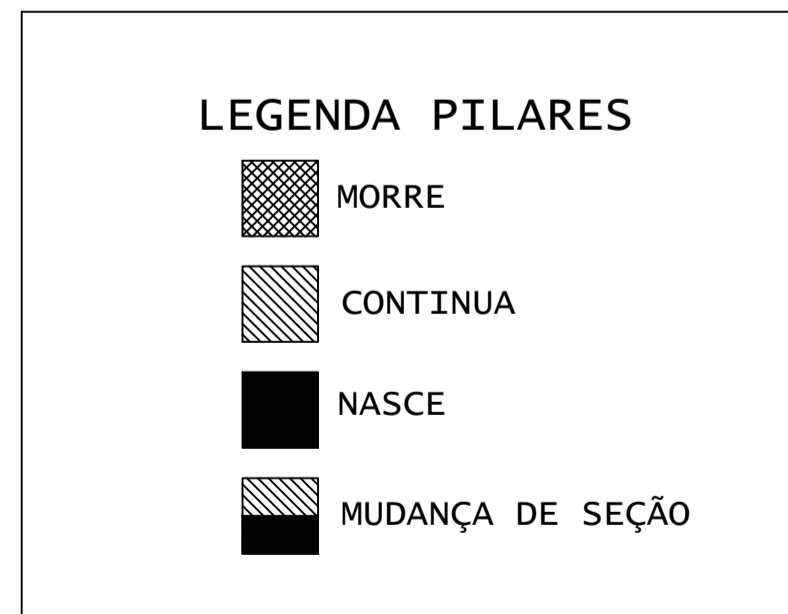 LEGENDA PILARES
MORRE
CONTINUA
NASCE
MUDANÇA DE SEÇÃO